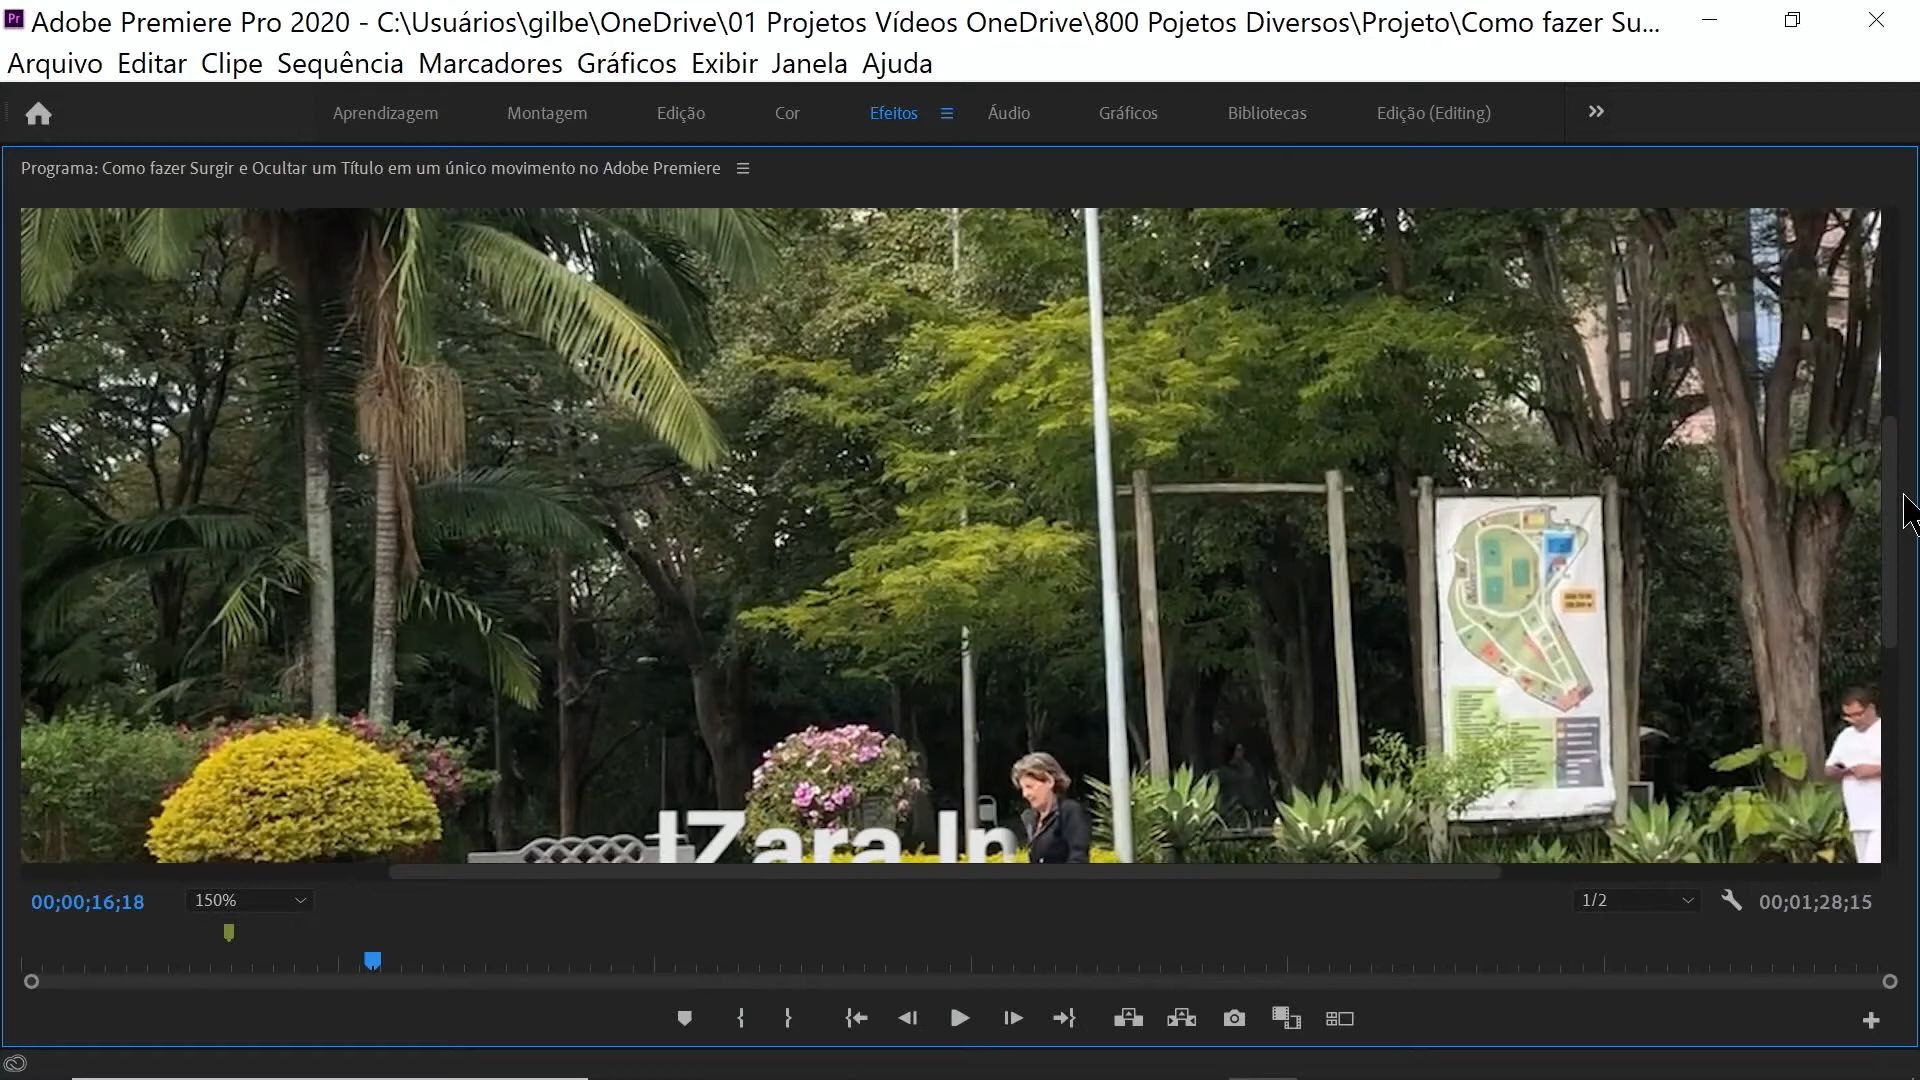 Pr Adobe Premiere Pro 2020 - C:\Usuários\gilbe\OneDrive\01 Projetos Vídeos OneDrive\800 Pojetos Diversos\Projeto\Como fazer Su...
Arquivo Editar Clipe Sequência Marcadores Gráficos Exibir Janela Ajuda
Aprendizagem Montagem Edição Cor Efeitos Áudio Gráficos Bibliotecas Edição (Editing)
Programa: Como fazer Surgir e Ocultar um Título em um único movimento no Adobe Premiere
00;00;16;18 150% 1/2 00;01;28;15